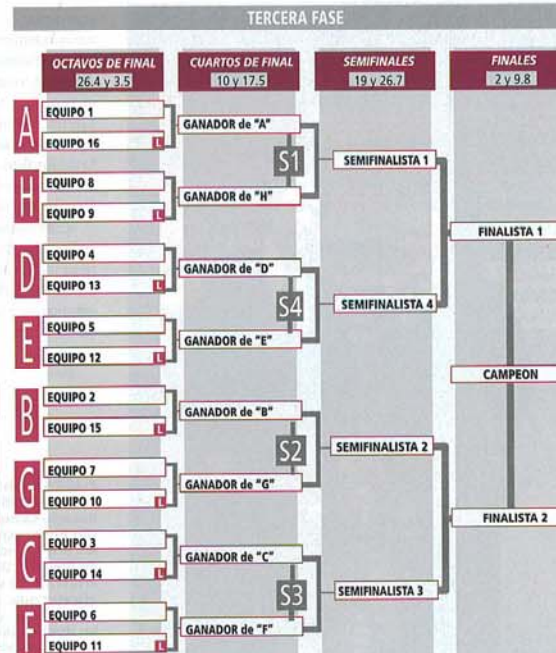 TERCERA FASE
OCTAVOS DE FINAL
26.4 y 3.5
CUARTOS DE FINAL
10 y 17.5
SEMIFINALES
19 y 26.7
FINALES
2 y 9.8
A
EQUIPO 1
EQUIPO 16 L
H
EQUIPO 8
EQUIPO 9 L
D
EQUIPO 4
EQUIPO 13 L
E
EQUIPO 5
EQUIPO 12 L
B
EQUIPO 2
EQUIPO 15 L
G
EQUIPO 7
EQUIPO 10 L
C
EQUIPO 3
EQUIPO 14 L
F
EQUIPO 6
EQUIPO 11 L
GANADOR de "A"
S1
GANADOR de "H"
GANADOR de "D"
S4
GANADOR de "E"
GANADOR de "B"
S2
GANADOR de "G"
GANADOR de "C"
S3
GANADOR de "F"
SEMIFINALISTA 1
SEMIFINALISTA 4
SEMIFINALISTA 2
SEMIFINALISTA 3
FINALISTA 1
CAMPEON
FINALISTA 2